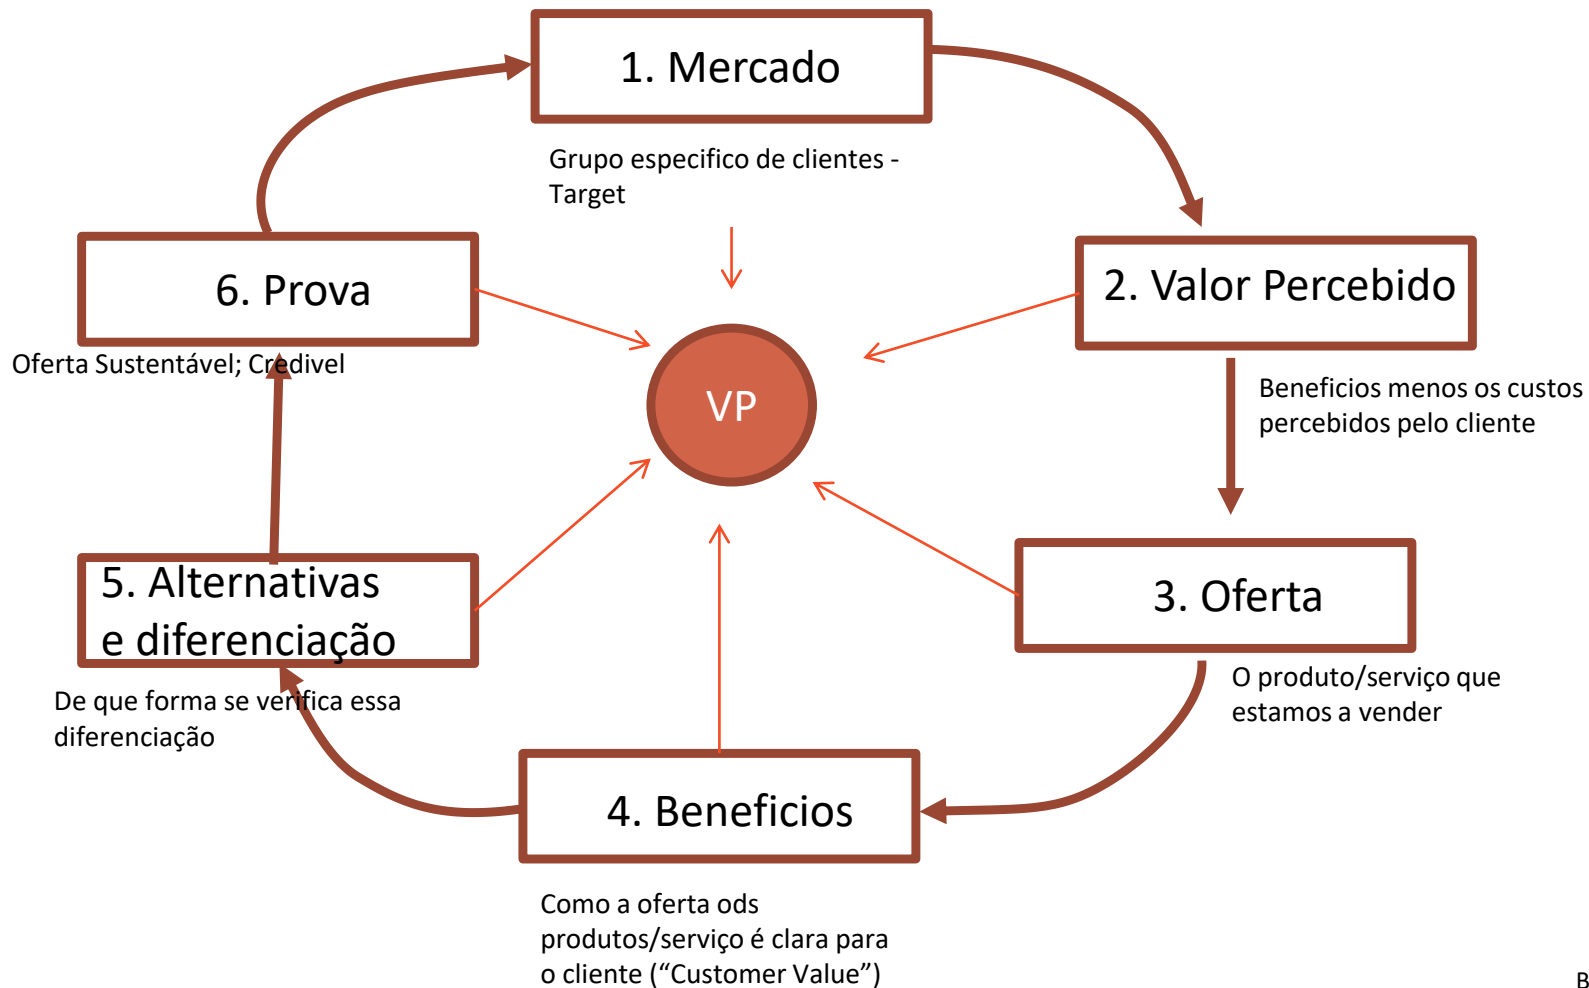 1. Mercado
Grupo especifico de clientes -
Target
2. Valor Percebido
Beneficios menos os custos
percebidos pelo cliente
3. Oferta
O produto/serviço que
estamos a vender
4. Beneficios
Como a oferta ods
produtos/serviço é clara para
o cliente (“Customer Value”)
5. Alternativas
e diferenciação
De que forma se verifica essa
diferenciação
6. Prova
Oferta Sustentável; Credivel
VP
B